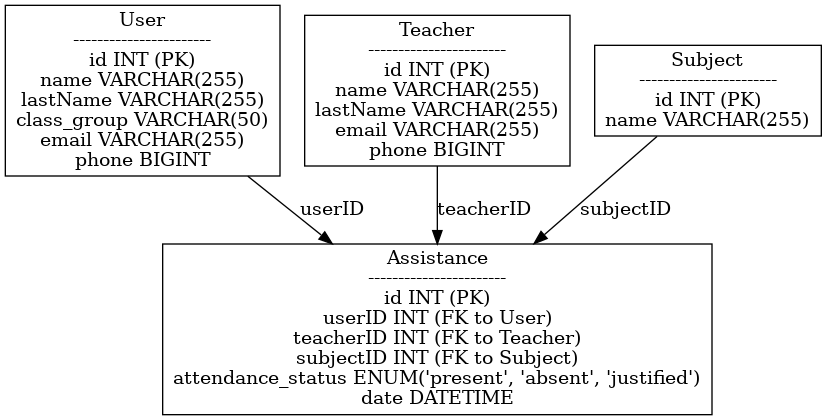 User
-----------------------
id INT (PK)
name VARCHAR(255)
lastName VARCHAR(255)
class_group VARCHAR(50)
email VARCHAR(255)
phone BIGINT
Teacher
-----------------------
id INT (PK)
name VARCHAR(255)
lastName VARCHAR(255)
email VARCHAR(255)
phone BIGINT
Subject
-----------------------
id INT (PK)
name VARCHAR(255)
userID
teacherID
subjectID
Assistance
-----------------------
id INT (PK)
userID INT (FK to User)
teacherID INT (FK to Teacher)
subjectID INT (FK to Subject)
attendance_status ENUM('present', 'absent', 'justified')
date DATETIME